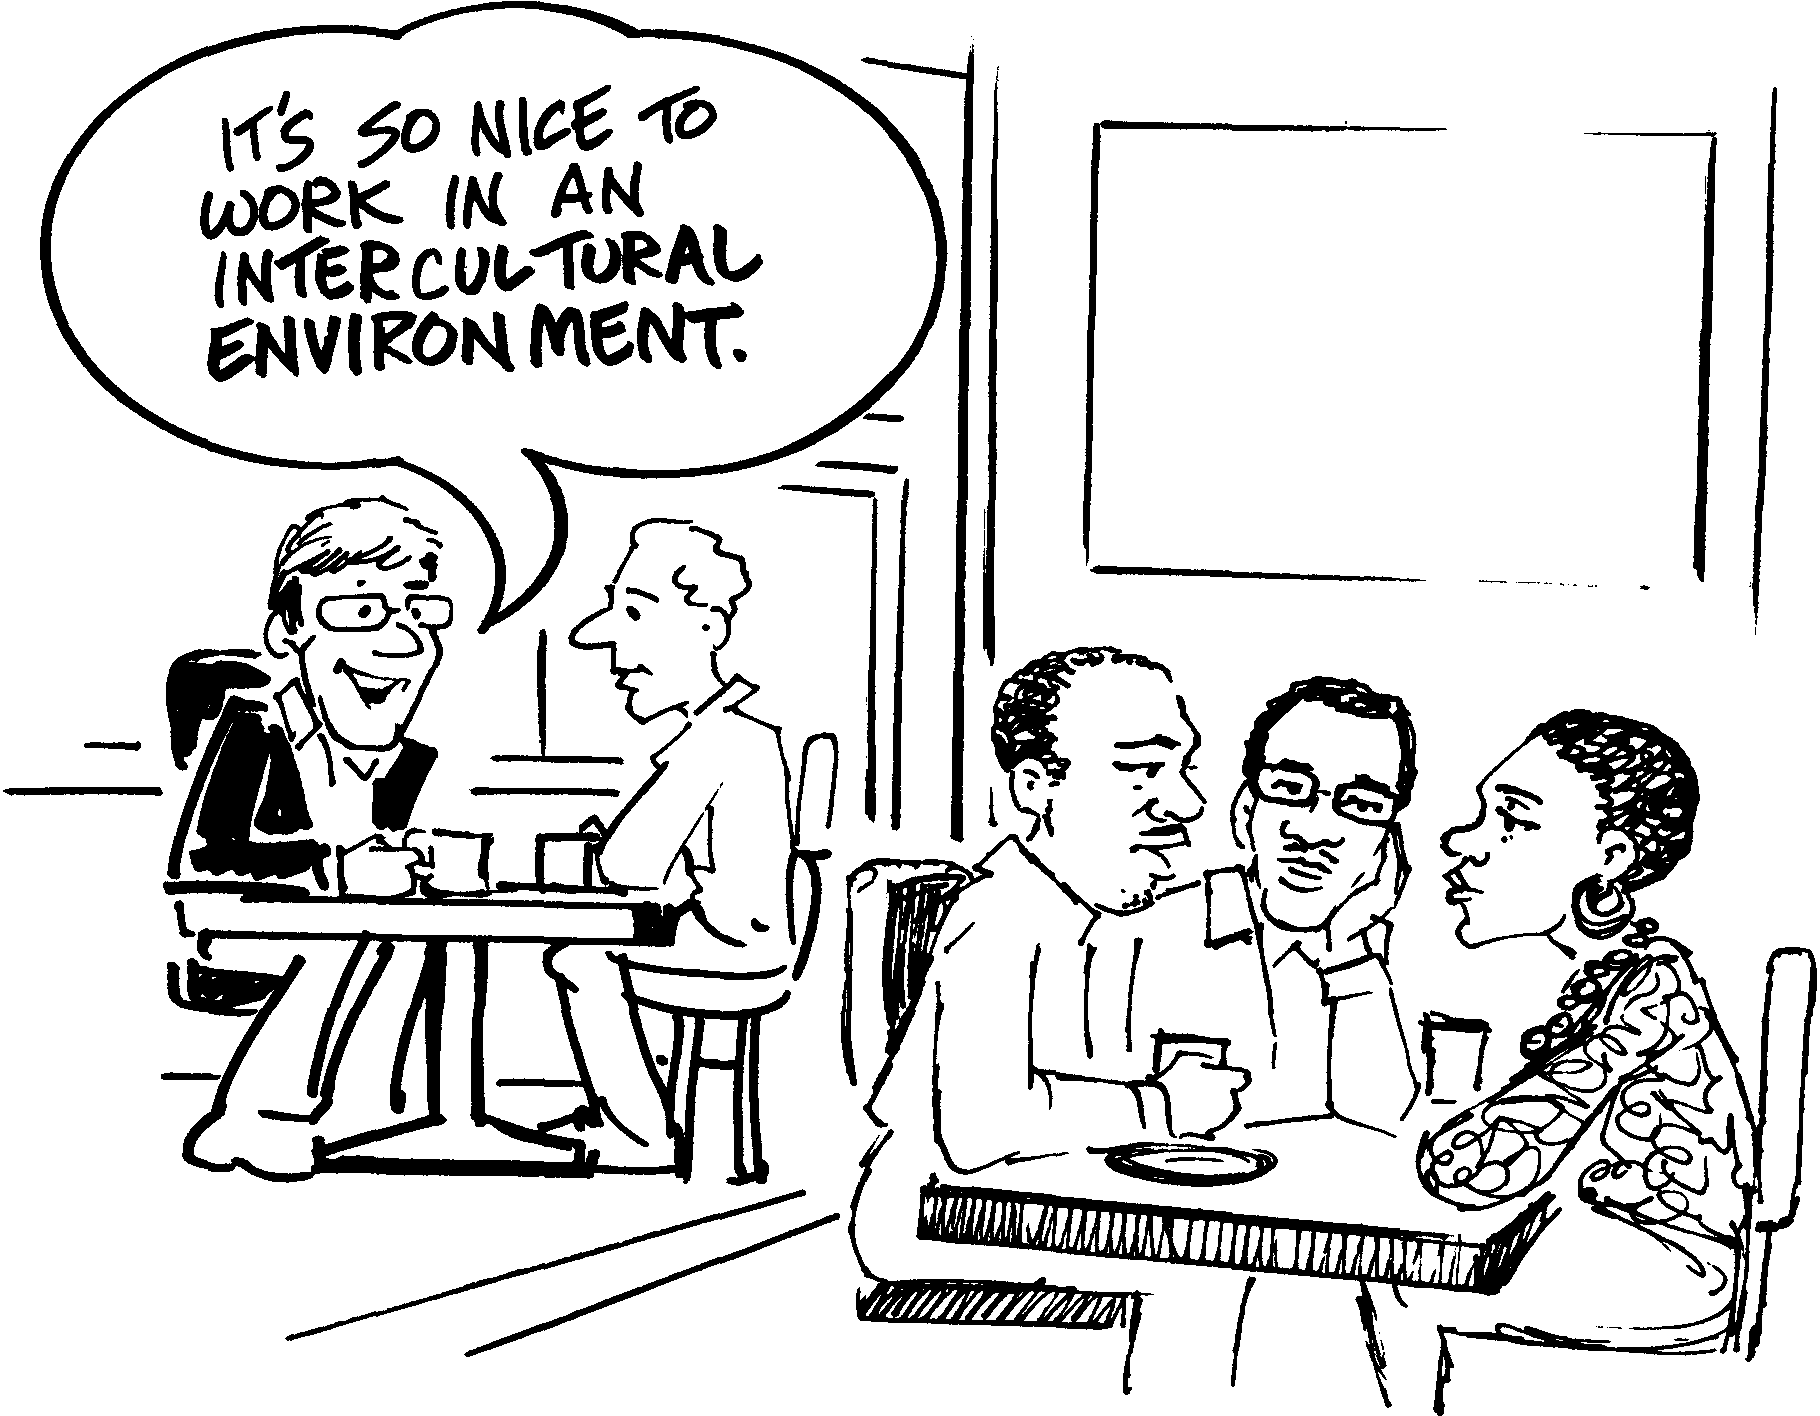 IT'S SO NICE TO
WORK IN AN
INTERCULTURAL
ENVIRONMENT.